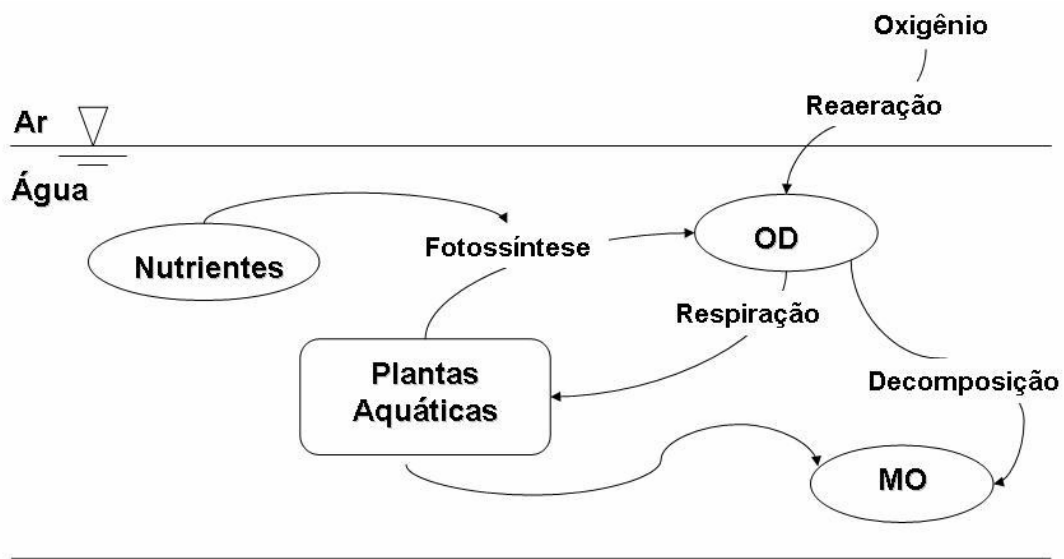 Oxigênio
Reaeração
Ar
Água
Nutrientes
Fotossíntese
OD
Respiração
Plantas
Aquáticas
Decomposição
MO